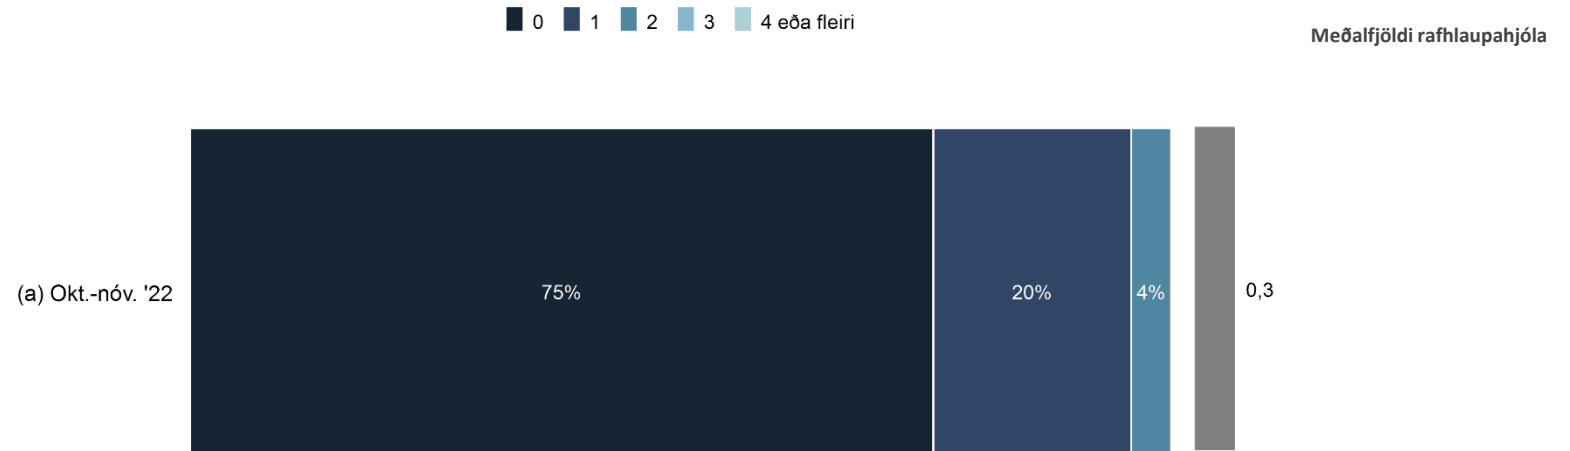 0 1 2 3 4 eða fleiri
Meðalfjöldi rafhlaupahjóla
(a) Okt.-nóv. '22 75% 20% 4% 0,3